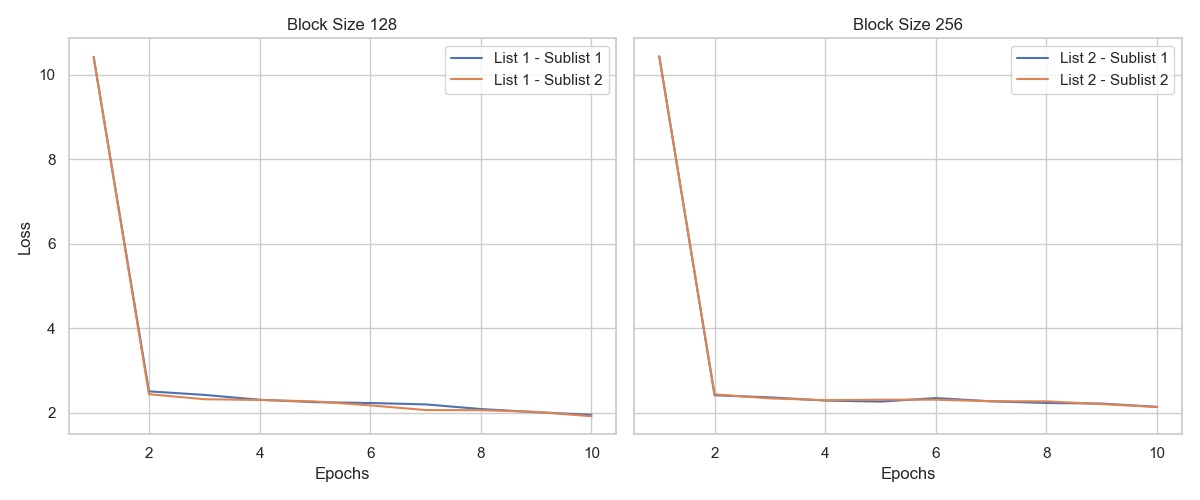 Block Size 128
List 1 - Sublist 1
List 1 - Sublist 2
Loss
10
8
6
4
2
2
4
6
8
10
Epochs
Block Size 256
List 2 - Sublist 1
List 2 - Sublist 2
2
4
6
8
10
Epochs